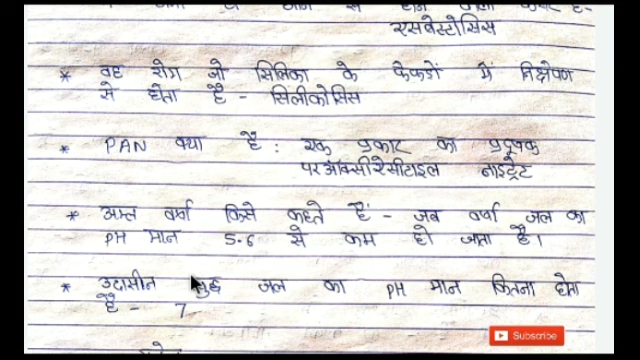 एसबेस्टोसिस
* वह रोग जो सिलिका के फेफडों में निक्षेपण
से होता है - सिलीकोसिस
* PAN क्या है : एक प्रकार का प्रदूषक
परऑक्सीऐसीटाइल नाइट्रेट
* अम्ल वर्षा किसे कहते हैं - जब वर्षा जल का
PH मान 5.6 से कम हो जाता है।
* उदासीन शुद्ध जल का PH मान कितना होता
है - 7
Subscribe